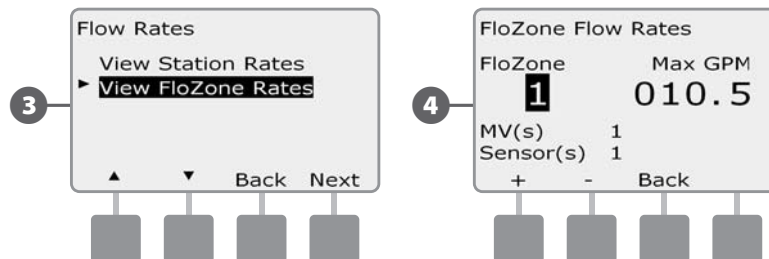 3
Flow Rates
View Station Rates
► View FloZone Rates
▲ ▼ Back Next
4
FloZone Flow Rates
FloZone Max GPM
1 010.5
MV(s) 1
Sensor(s) 1
+ - Back